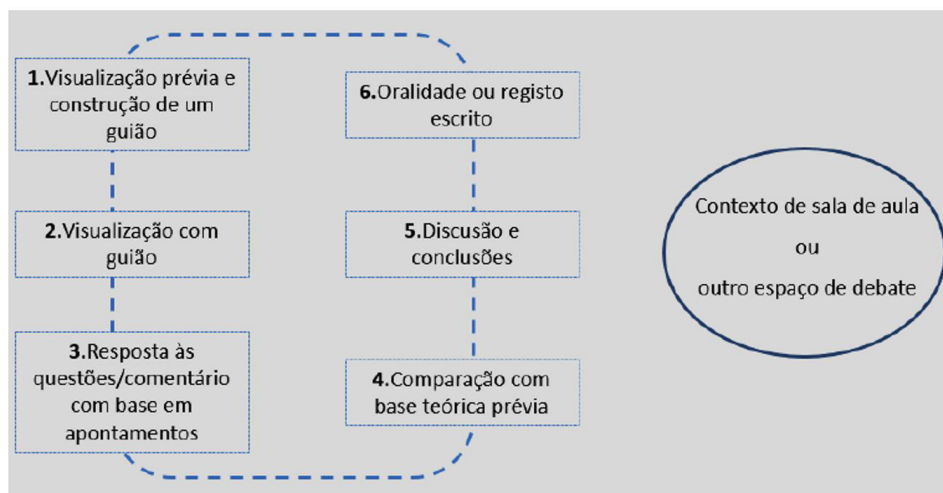 1.Visualização prévia e
construção de um
guião
2.Visualização com
guião
3.Resposta às
questões/comentário
com base em
apontamentos
4.Comparação com
base teórica prévia
5.Discussão e
conclusões
6.Oralidade ou registo
escrito
Contexto de sala de aula
ou
outro espaço de debate